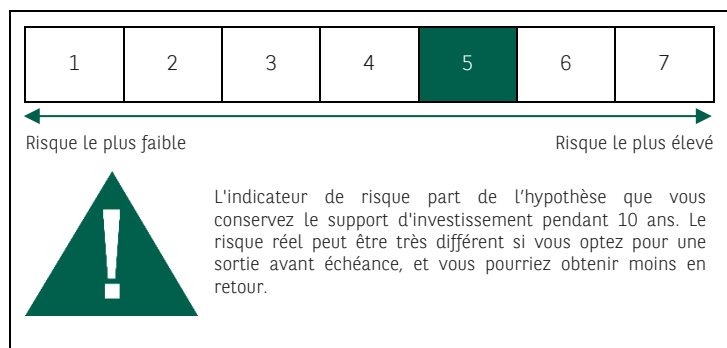 1 2 3 4 5 6 7
Risque le plus faible Risque le plus élevé
L'indicateur de risque part de l’hypothèse que vous
conservez le support d'investissement pendant 10 ans. Le
risque réel peut être très différent si vous optez pour une
sortie avant échéance, et vous pourriez obtenir moins en
retour.